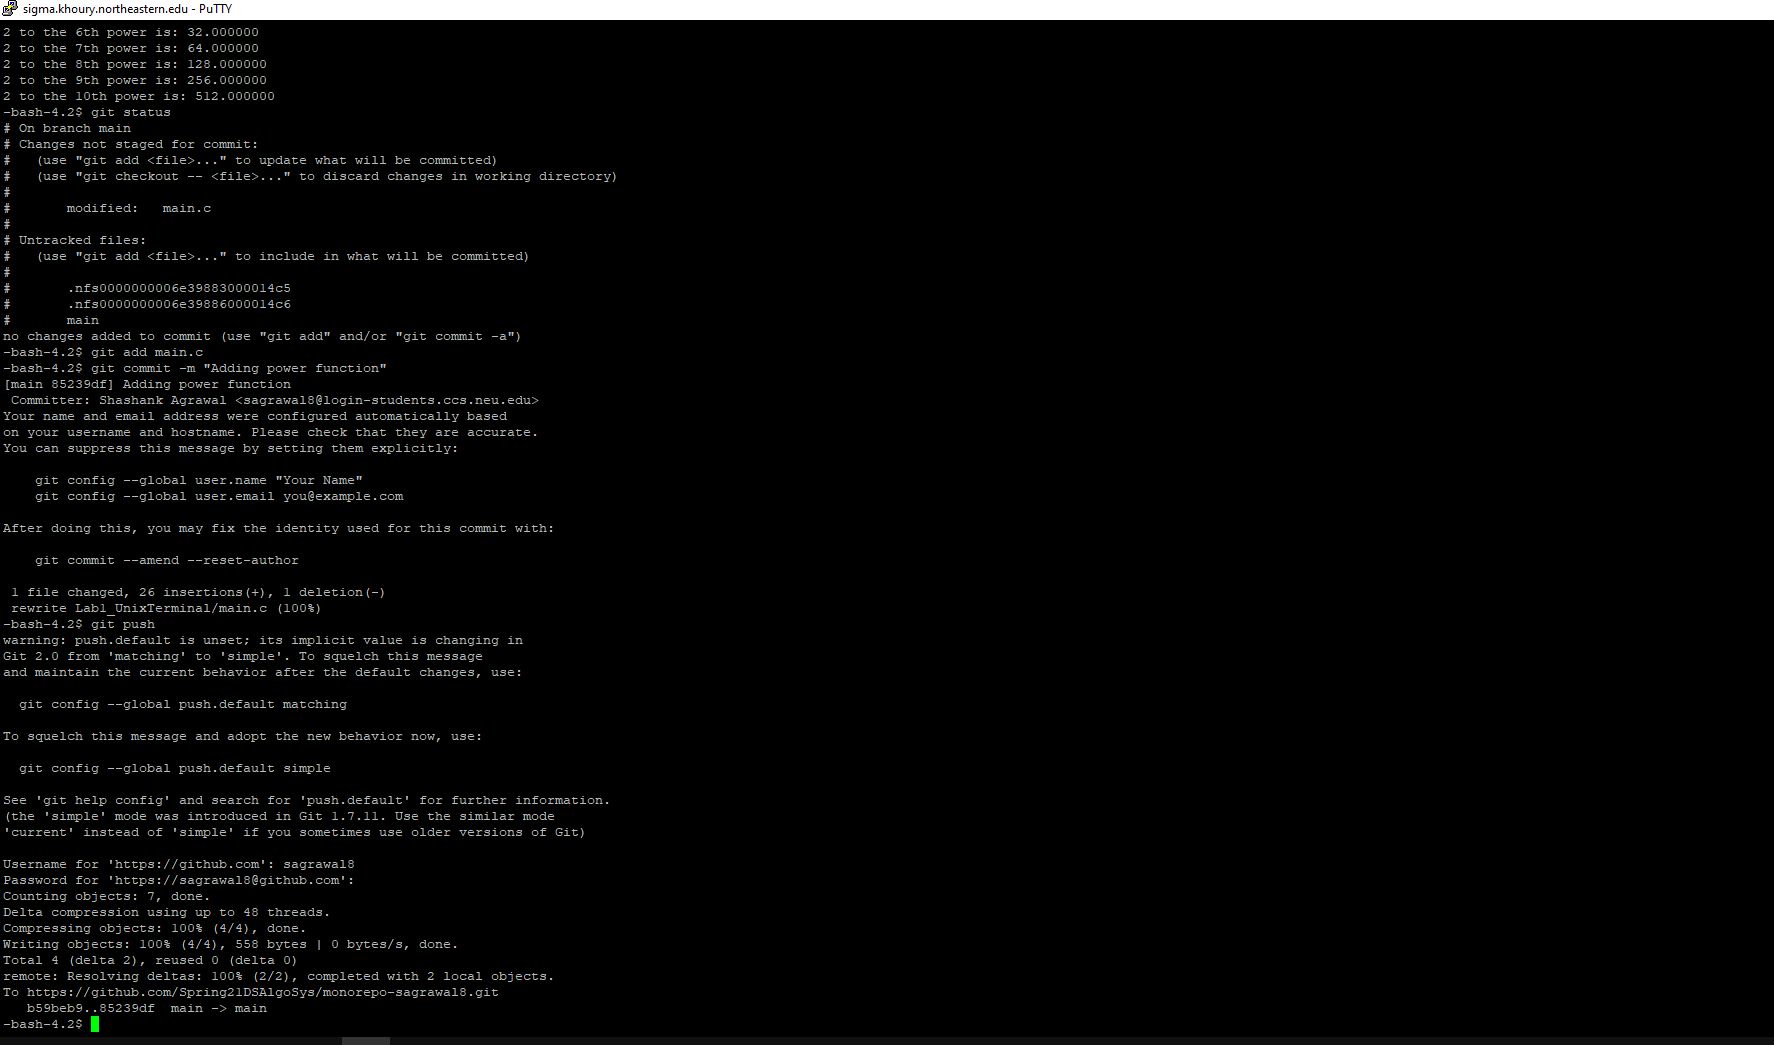 sigma.khoury.northeastern.edu - PuTTY
2 to the 6th power is: 32.000000
2 to the 7th power is: 64.000000
2 to the 8th power is: 128.000000
2 to the 9th power is: 256.000000
2 to the 10th power is: 512.000000
-bash-4.2$ git status
# On branch main
# Changes not staged for commit:
#   (use "git add <file>..." to update what will be committed)
#   (use "git checkout -- <file>..." to discard changes in working directory)
#
#       modified:   main.c
#
# Untracked files:
#   (use "git add <file>..." to include in what will be committed)
#
#       .nfs0000000006e39883000014c5
#       .nfs0000000006e39886000014c6
#       main
no changes added to commit (use "git add" and/or "git commit -a")
-bash-4.2$ git add main.c
-bash-4.2$ git commit -m "Adding power function"
[main 85239df] Adding power function
 Committer: Shashank Agrawal <sagrawal8@login-students.ccs.neu.edu>
Your name and email address were configured automatically based
on your username and hostname. Please check that they are accurate.
You can suppress this message by setting them explicitly:
    git config --global user.name "Your Name"
    git config --global user.email you@example.com
After doing this, you may fix the identity used for this commit with:
    git commit --amend --reset-author
 1 file changed, 26 insertions(+), 1 deletion(-)
 rewrite Lab1_UnixTerminal/main.c (100%)
-bash-4.2$ git push
warning: push.default is unset; its implicit value is changing in
Git 2.0 from 'matching' to 'simple'. To squelch this message
and maintain the current behavior after the default changes, use:
  git config --global push.default matching
To squelch this message and adopt the new behavior now, use:
  git config --global push.default simple
See 'git help config' and search for 'push.default' for further information.
(the 'simple' mode was introduced in Git 1.7.11. Use the similar mode
'current' instead of 'simple' if you sometimes use older versions of Git)
Username for 'https://github.com': sagrawal8
Password for 'https://sagrawal8@github.com':
Counting objects: 7, done.
Delta compression using up to 48 threads.
Compressing objects: 100% (4/4), done.
Writing objects: 100% (4/4), 558 bytes | 0 bytes/s, done.
Total 4 (delta 2), reused 0 (delta 0)
remote: Resolving deltas: 100% (2/2), completed with 2 local objects.
To https://github.com/Spring21DSAlgoSys/monorepo-sagrawal8.git
   b59beb9..85239df  main -> main
-bash-4.2$